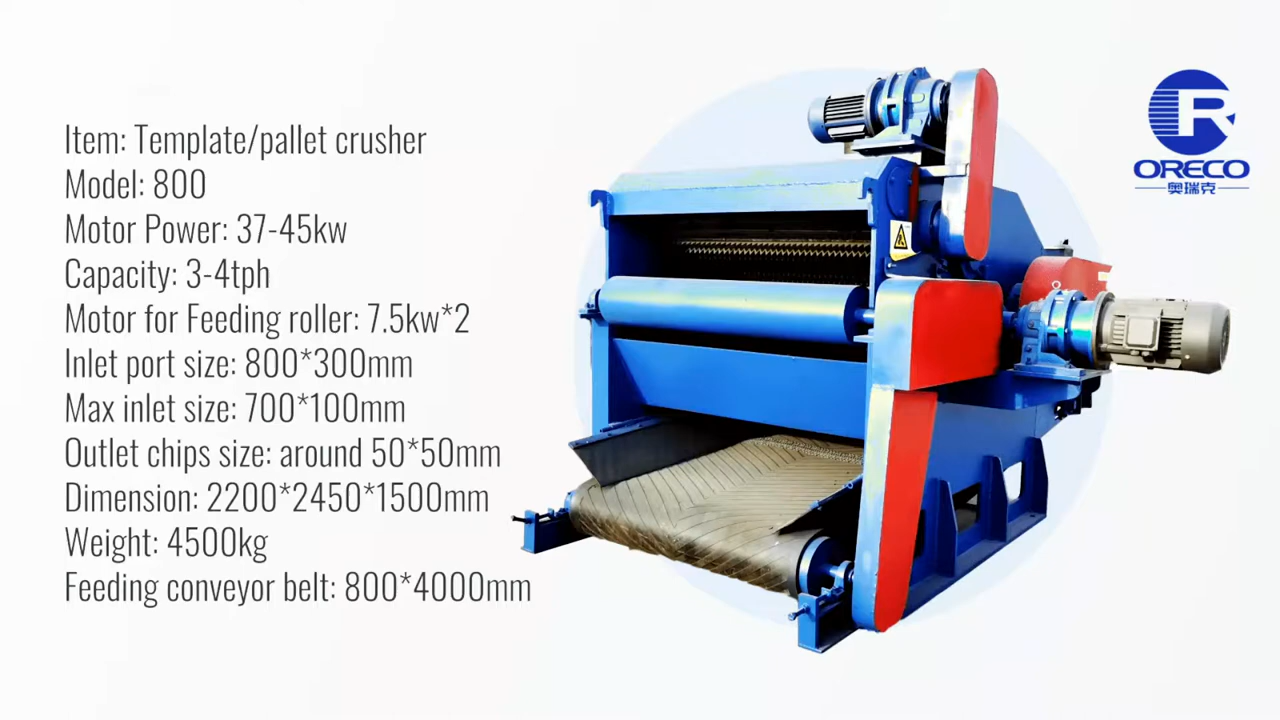 Item: Template/pallet crusher
Model: 800
Motor Power: 37-45kw
Capacity: 3-4tph
Motor for Feeding roller: 7.5kw*2
Inlet port size: 800*300mm
Max inlet size: 700*100mm
Outlet chips size: around 50*50mm
Dimension: 2200*2450*1500mm
Weight: 4500kg
Feeding conveyor belt: 800*4000mm
ORECO
奥瑞克